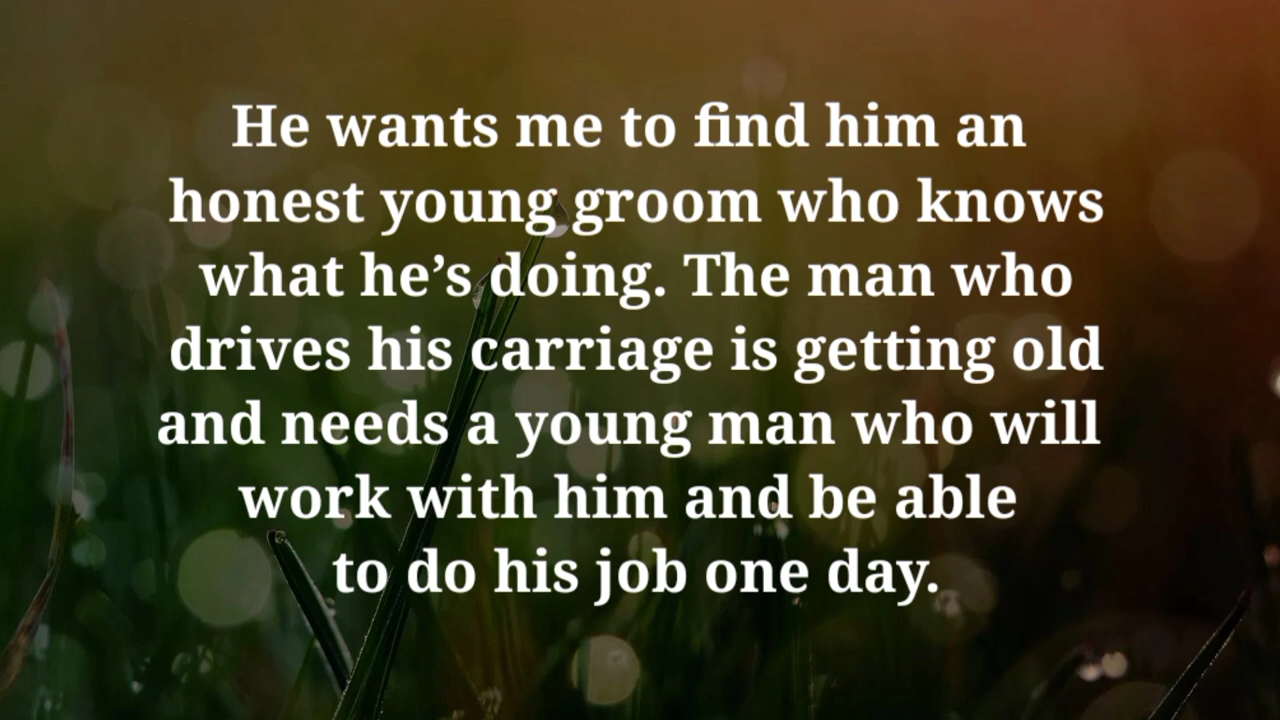 He wants me to find him an
honest young groom who knows
what he’s doing. The man who
drives his carriage is getting old
and needs a young man who will
work with him and be able
to do his job one day.